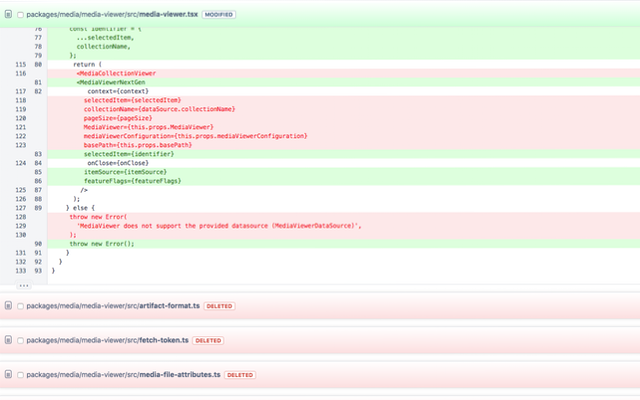 packages/media/media-viewer/src/media-viewer.tsx MODIFIED
76 const identifier = {
77 ...selectedItem,
78 collectionName,
79 };
115 80 return (
116 <MediaCollectionViewer
81 <MediaViewerNextGen
117 82 context={context}
118 selectedItem={selectedItem}
119 collectionName={dataSource.collectionName}
120 pageSize={pageSize}
121 MediaViewer={this.props.MediaViewer}
122 mediaViewerConfiguration={this.props.mediaViewerConfiguration}
123 basePath={this.props.basePath}
83 selectedItem={identifier}
124 84 onClose={onClose}
85 itemSource={itemSource}
86 featureFlags={featureFlags}
125 87 />
126 88 );
127 89 } else {
128 throw new Error(
129 'MediaViewer does not support the provided datasource (MediaViewerDataSource)',
130 );
90 throw new Error();
131 91 }
132 92 }
133 93 }
...
packages/media/media-viewer/src/artifact-format.ts DELETED
packages/media/media-viewer/src/fetch-token.ts DELETED
packages/media/media-viewer/src/media-file-attributes.ts DELETED